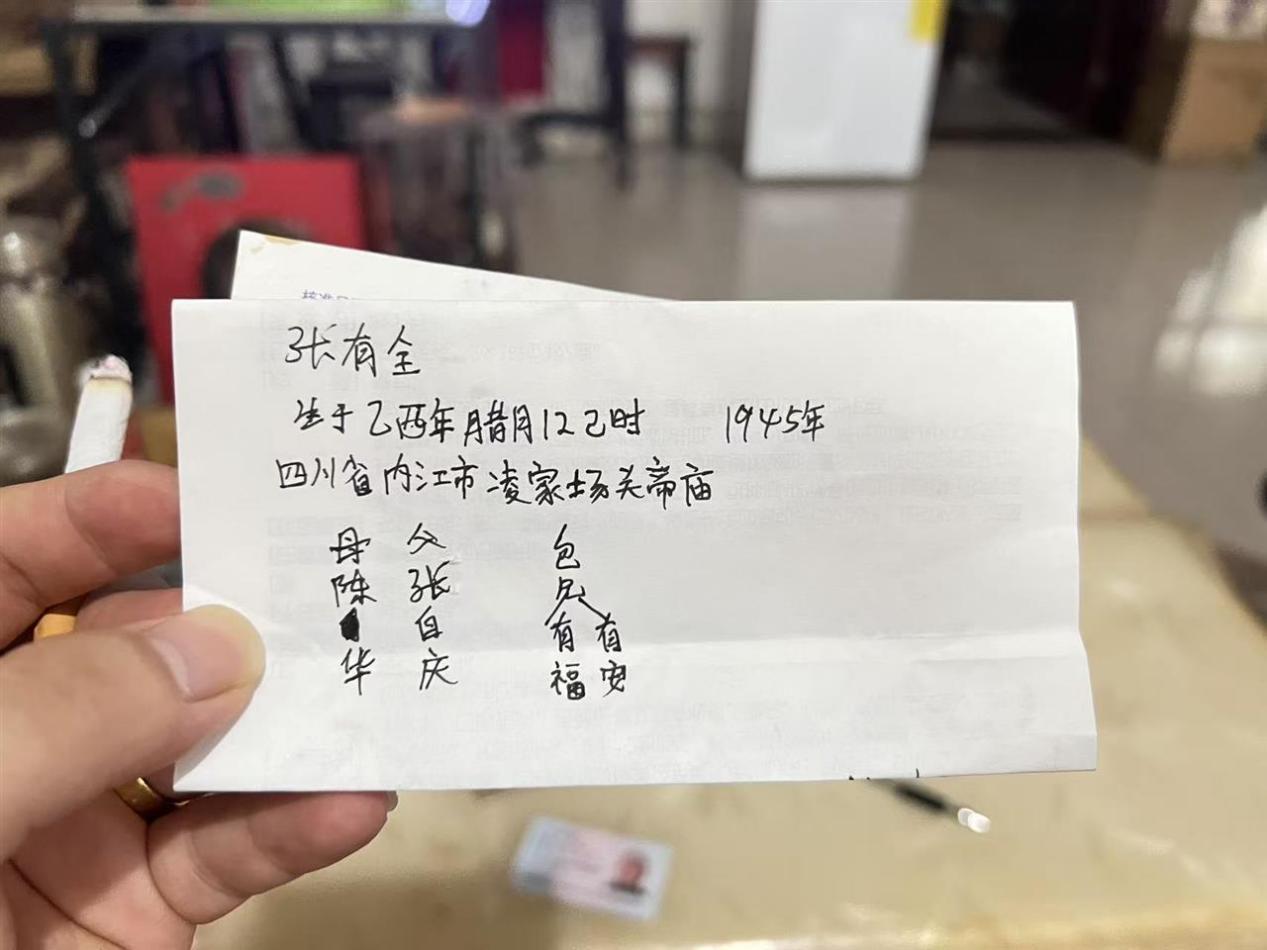 张有全
生于乙酉年腊月12己时 1945年
四川省内江市凌家场关帝庙
母陈华
父张自庆
包兄有福
有安